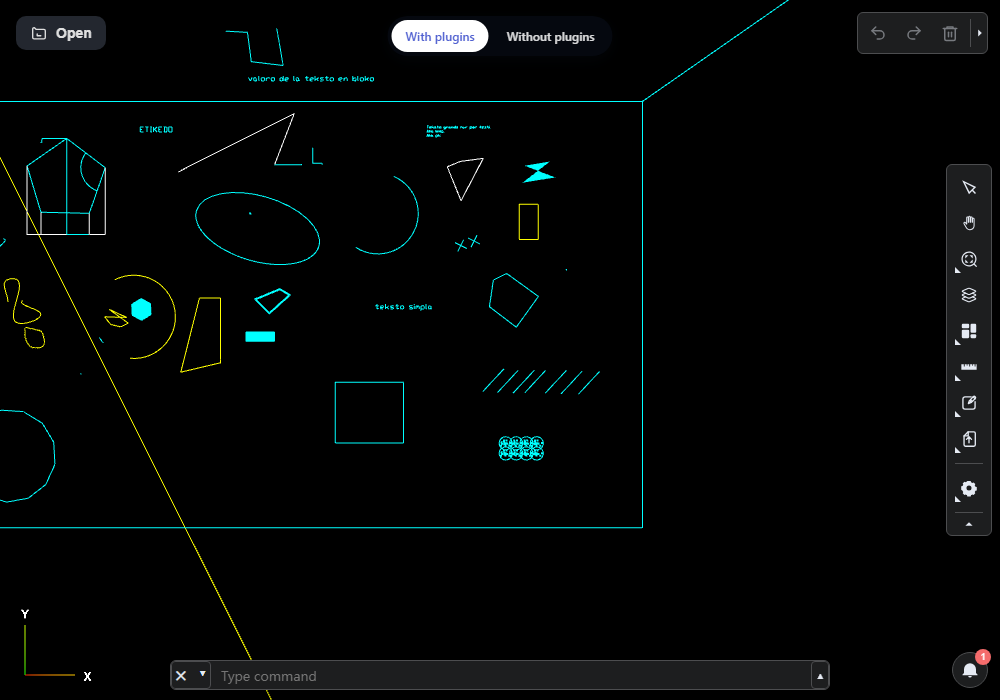 Open
With plugins
Without plugins
valoro de la teksto en bloko
ETIKEDO
teksto simpla
Y
X
Type command
1